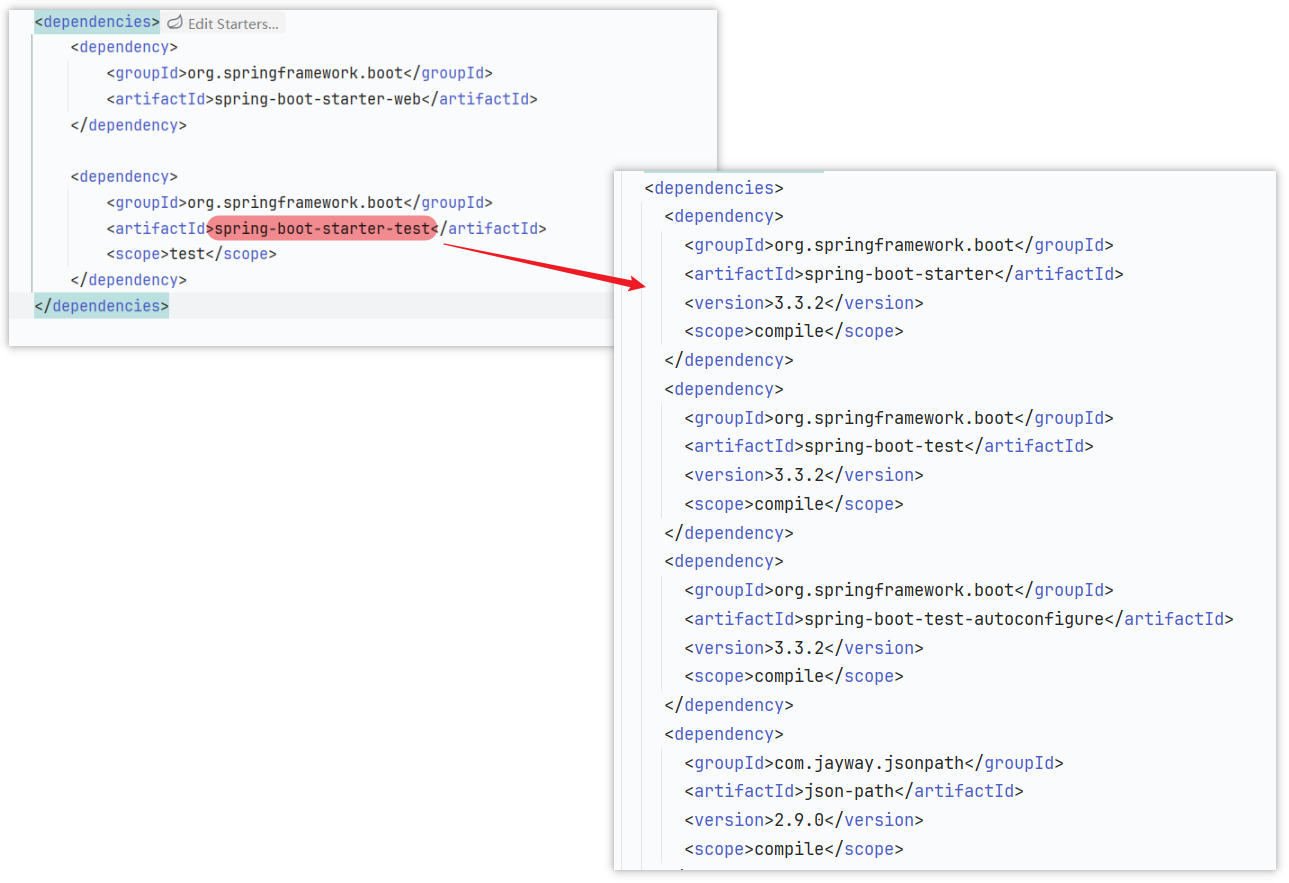 <dependencies> Edit Starters...
<dependency>
<groupId>org.springframework.boot</groupId>
<artifactId>spring-boot-starter-web</artifactId>
</dependency>
<dependency>
<groupId>org.springframework.boot</groupId>
<artifactId>spring-boot-starter-test</artifactId>
<scope>test</scope>
</dependency>
</dependencies>
<dependencies>
<dependency>
<groupId>org.springframework.boot</groupId>
<artifactId>spring-boot-starter</artifactId>
<version>3.3.2</version>
<scope>compile</scope>
</dependency>
<dependency>
<groupId>org.springframework.boot</groupId>
<artifactId>spring-boot-test</artifactId>
<version>3.3.2</version>
<scope>compile</scope>
</dependency>
<dependency>
<groupId>org.springframework.boot</groupId>
<artifactId>spring-boot-test-autoconfigure</artifactId>
<version>3.3.2</version>
<scope>compile</scope>
</dependency>
<dependency>
<groupId>com.jayway.jsonpath</groupId>
<artifactId>json-path</artifactId>
<version>2.9.0</version>
<scope>compile</scope>